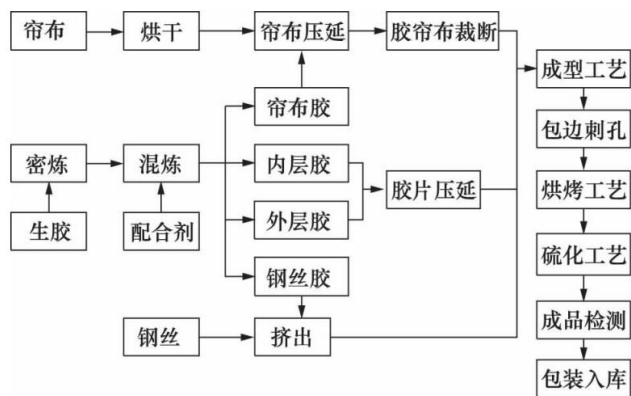 帘布
烘干
帘布压延
胶帘布裁断
成型工艺
帘布胶
包边刺孔
密炼
混炼
内层胶
胶片压延
烘烤工艺
生胶
配合剂
外层胶
硫化工艺
钢丝胶
成品检测
钢丝
挤出
包装入库